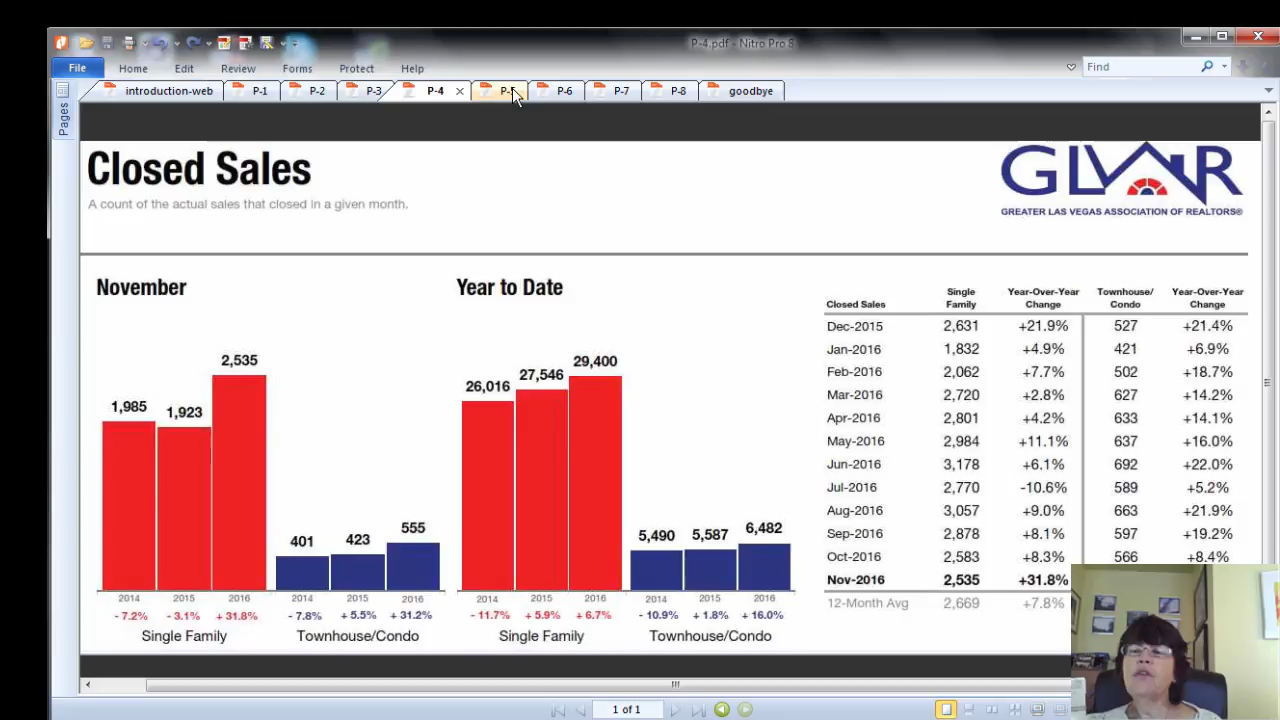 P-4.pdf - Nitro Pro 8
File Home Edit Review Forms Protect Help
Find
introduction-web P-1 P-2 P-3 P-4 P-5 P-6 P-7 P-8 goodbye
Pages
Closed Sales
A count of the actual sales that closed in a given month.
GLVAR
GREATER LAS VEGAS ASSOCIATION OF REALTORS®
November
1,985 1,923 2,535 401 423 555
2014 2015 2016 2014 2015 2016
- 7.2% - 3.1% + 31.8% - 7.8% + 5.5% + 31.2%
Single Family Townhouse/Condo
Year to Date
26,016 27,546 29,400 5,490 5,587 6,482
2014 2015 2016 2014 2015 2016
- 11.7% + 5.9% + 6.7% - 10.9% + 1.8% + 16.0%
Single Family Townhouse/Condo
Closed Sales Single Family Year-Over-Year Change Townhouse/ Condo Year-Over-Year Change
Dec-2015 2,631 +21.9% 527 +21.4%
Jan-2016 1,832 +4.9% 421 +6.9%
Feb-2016 2,062 +7.7% 502 +18.7%
Mar-2016 2,720 +2.8% 627 +14.2%
Apr-2016 2,801 +4.2% 633 +14.1%
May-2016 2,984 +11.1% 637 +16.0%
Jun-2016 3,178 +6.1% 692 +22.0%
Jul-2016 2,770 -10.6% 589 +5.2%
Aug-2016 3,057 +9.0% 663 +21.9%
Sep-2016 2,878 +8.1% 597 +19.2%
Oct-2016 2,583 +8.3% 566 +8.4%
Nov-2016 2,535 +31.8%
12-Month Avg 2,669 +7.8%
1 of 1